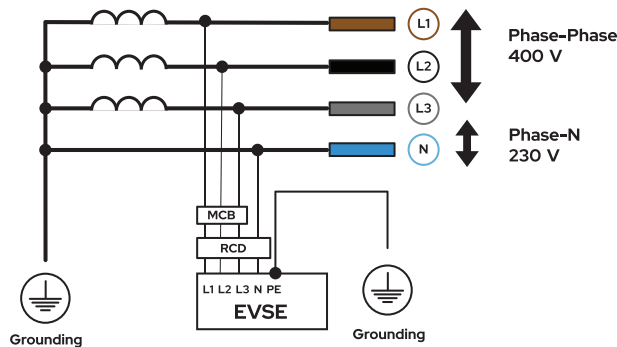 L1
Phase-Phase
400 V
L2
L3
Phase-N
230 V
N
MCB
RCD
L1 L2 L3 N PE
EVSE
Grounding
Grounding